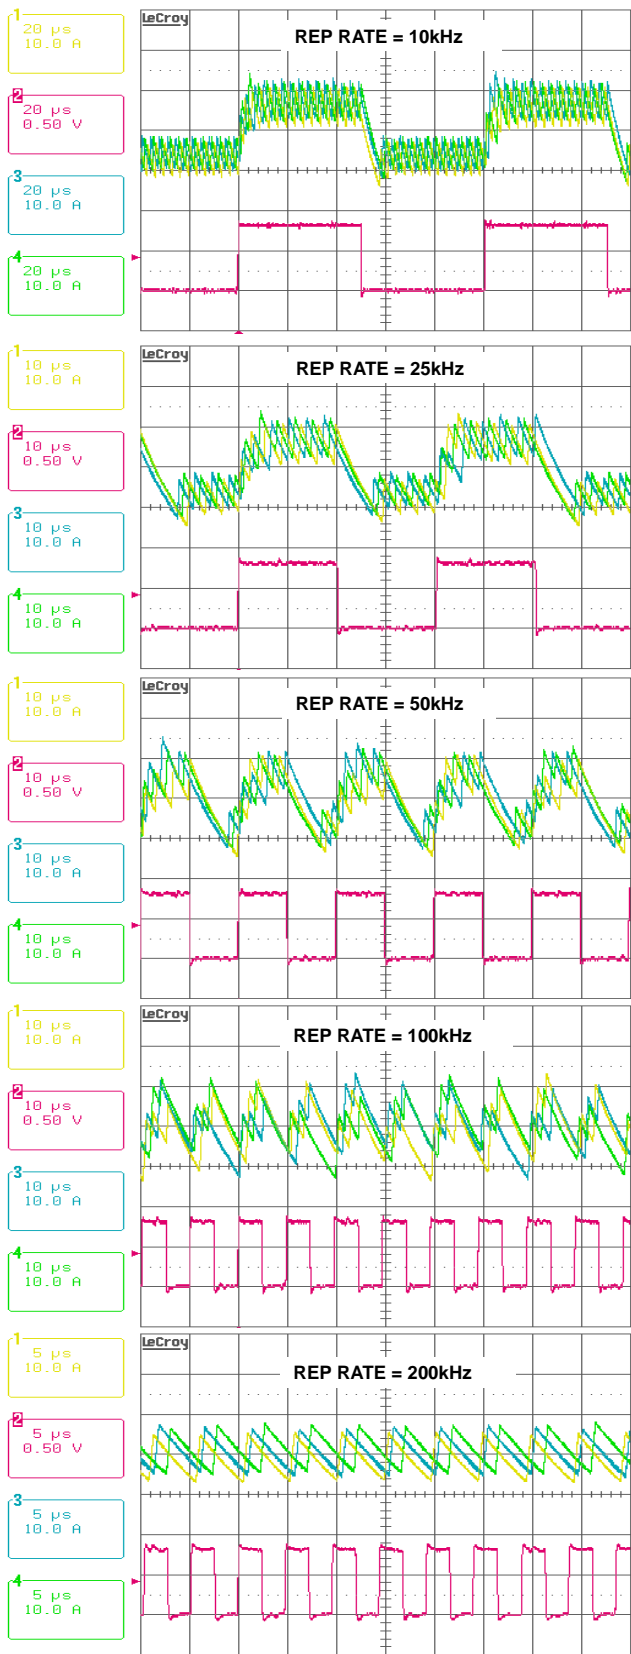 LeCroy
REP RATE = 10kHz
1
20 µs
10.0 A
2
20 µs
0.50 V
3
20 µs
10.0 A
4
20 µs
10.0 A
LeCroy
REP RATE = 25kHz
1
10 µs
10.0 A
2
10 µs
0.50 V
3
10 µs
10.0 A
4
10 µs
10.0 A
LeCroy
REP RATE = 50kHz
1
10 µs
10.0 A
2
10 µs
0.50 V
3
10 µs
10.0 A
4
10 µs
10.0 A
LeCroy
REP RATE = 100kHz
1
10 µs
10.0 A
2
10 µs
0.50 V
3
10 µs
10.0 A
4
10 µs
10.0 A
LeCroy
REP RATE = 200kHz
1
5 µs
10.0 A
2
5 µs
0.50 V
3
5 µs
10.0 A
4
5 µs
10.0 A